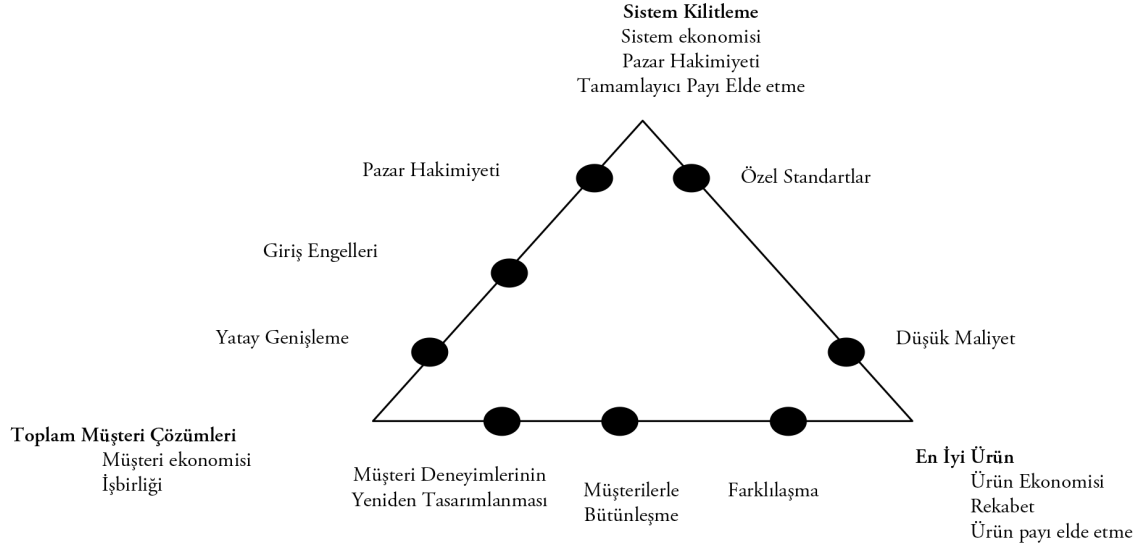 Sistem Kilitleme
Sistem ekonomisi
Pazar Hakimiyeti
Tamamlayıcı Payı Elde etme
Pazar Hakimiyeti
Özel Standartlar
Giriş Engelleri
Yatay Genişleme
Düşük Maliyet
Toplam Müşteri Çözümleri
Müşteri ekonomisi
İşbirliği
Müşteri Deneyimlerinin
Yeniden Tasarımlanması
Müşterilerle
Bütünleşme
Farklılaşma
En İyi Ürün
Ürün Ekonomisi
Rekabet
Ürün payı elde etme